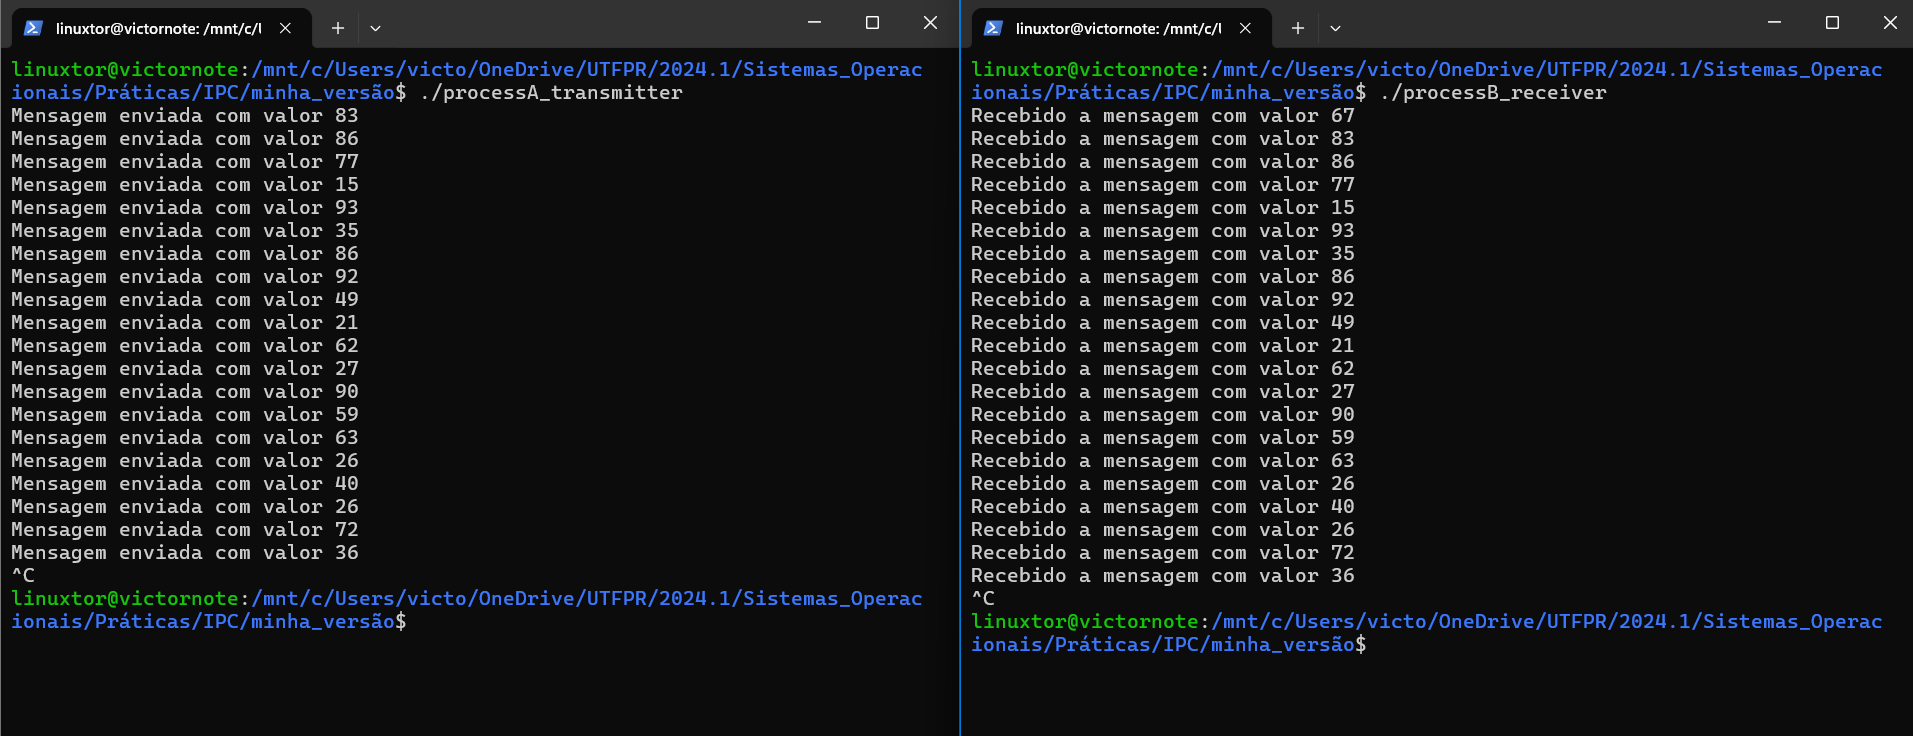 linuxtor@victornote: /mnt/c/l
linuxtor@victornote:/mnt/c/Users/victo/OneDrive/UTFPR/2024.1/Sistemas_Operac
ionais/Práticas/IPC/minha_versão$ ./processA_transmitter
Mensagem enviada com valor 83
Mensagem enviada com valor 86
Mensagem enviada com valor 77
Mensagem enviada com valor 15
Mensagem enviada com valor 93
Mensagem enviada com valor 35
Mensagem enviada com valor 86
Mensagem enviada com valor 92
Mensagem enviada com valor 49
Mensagem enviada com valor 21
Mensagem enviada com valor 62
Mensagem enviada com valor 27
Mensagem enviada com valor 90
Mensagem enviada com valor 59
Mensagem enviada com valor 63
Mensagem enviada com valor 26
Mensagem enviada com valor 40
Mensagem enviada com valor 26
Mensagem enviada com valor 72
Mensagem enviada com valor 36
^C
linuxtor@victornote:/mnt/c/Users/victo/OneDrive/UTFPR/2024.1/Sistemas_Operac
ionais/Práticas/IPC/minha_versão$
linuxtor@victornote: /mnt/c/l
linuxtor@victornote:/mnt/c/Users/victo/OneDrive/UTFPR/2024.1/Sistemas_Operac
ionais/Práticas/IPC/minha_versão$ ./processB_receiver
Recebido a mensagem com valor 67
Recebido a mensagem com valor 83
Recebido a mensagem com valor 86
Recebido a mensagem com valor 77
Recebido a mensagem com valor 15
Recebido a mensagem com valor 93
Recebido a mensagem com valor 35
Recebido a mensagem com valor 86
Recebido a mensagem com valor 92
Recebido a mensagem com valor 49
Recebido a mensagem com valor 21
Recebido a mensagem com valor 62
Recebido a mensagem com valor 27
Recebido a mensagem com valor 90
Recebido a mensagem com valor 59
Recebido a mensagem com valor 63
Recebido a mensagem com valor 26
Recebido a mensagem com valor 40
Recebido a mensagem com valor 26
Recebido a mensagem com valor 72
Recebido a mensagem com valor 36
^C
linuxtor@victornote:/mnt/c/Users/victo/OneDrive/UTFPR/2024.1/Sistemas_Operac
ionais/Práticas/IPC/minha_versão$